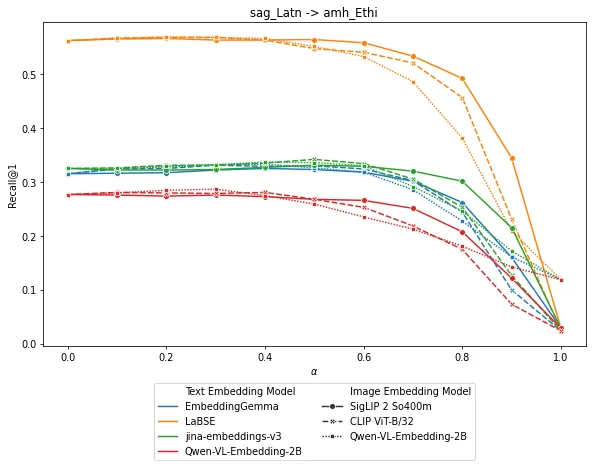 sag_Latn -> amh_Ethi
Recall@1
0.5
0.4
0.3
0.2
0.1
0.0
0.0 0.2 0.4 0.6 0.8 1.0
α
Text Embedding Model Image Embedding Model
EmbeddingGemma SigLIP 2 So400m
LaBSE CLIP ViT-B/32
jina-embeddings-v3 Qwen-VL-Embedding-2B
Qwen-VL-Embedding-2B